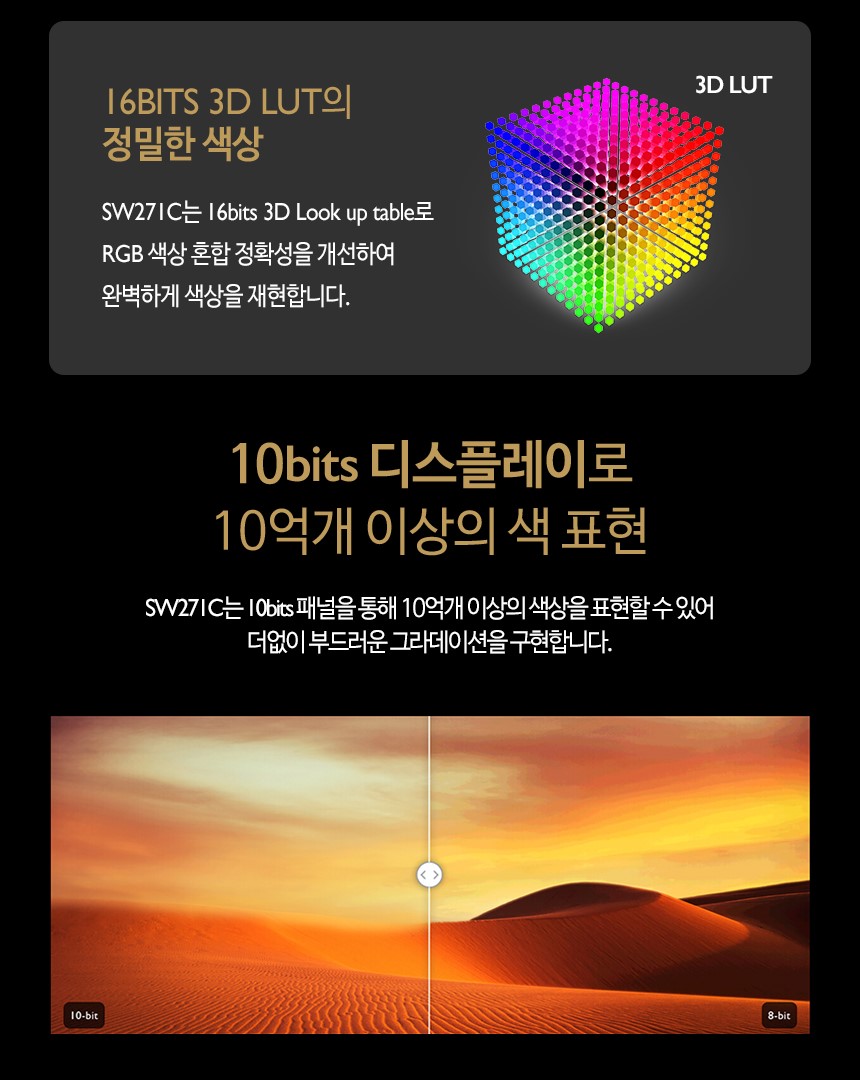 16BITS 3D LUT의
정밀한 색상
3D LUT
SW271C는 16bits 3D Look up table로
RGB 색상 혼합 정확성을 개선하여
완벽하게 색상을 재현합니다.
10bits 디스플레이로
10억개 이상의 색 표현
SW271C는 10bits 패널을 통해 10억개 이상의 색상을 표현할 수 있어
더없이 부드러운 그라데이션을 구현합니다.
10-bit
8-bit